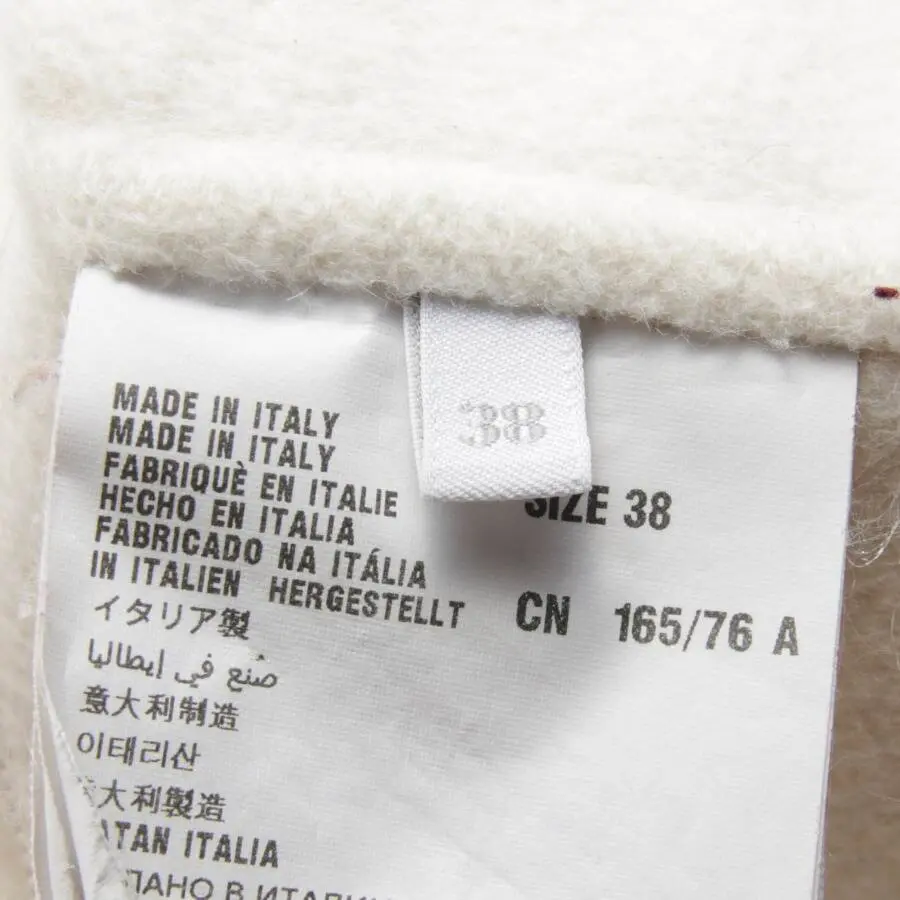 38
MADE IN ITALY
MADE IN ITALY
FABRIQUÈ EN ITALIE
HECHO EN ITALIA
FABRICADO NA ITÁLIA
IN ITALIEN HERGESTELLT
イタリア製
صنع في إيطاليا
意大利制造
이태리산
大利製造
ITALIA
SIZE 38
CN 165/76 A